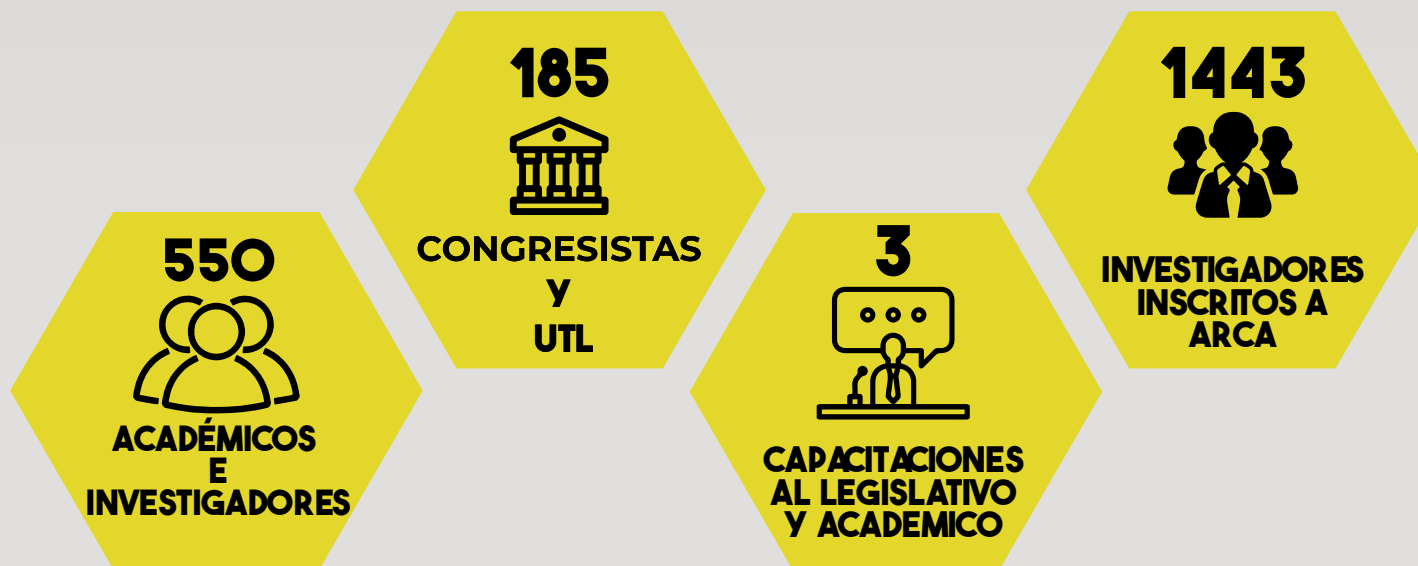 550
ACADÉMICOS
E
INVESTIGADORES
185
CONGRESISTAS
y
UTL
3
CAPACITACIONES
AL LEGISLATIVO
Y ACADEMICO
1443
INVESTIGADORES
INSCRITOS A
ARCA